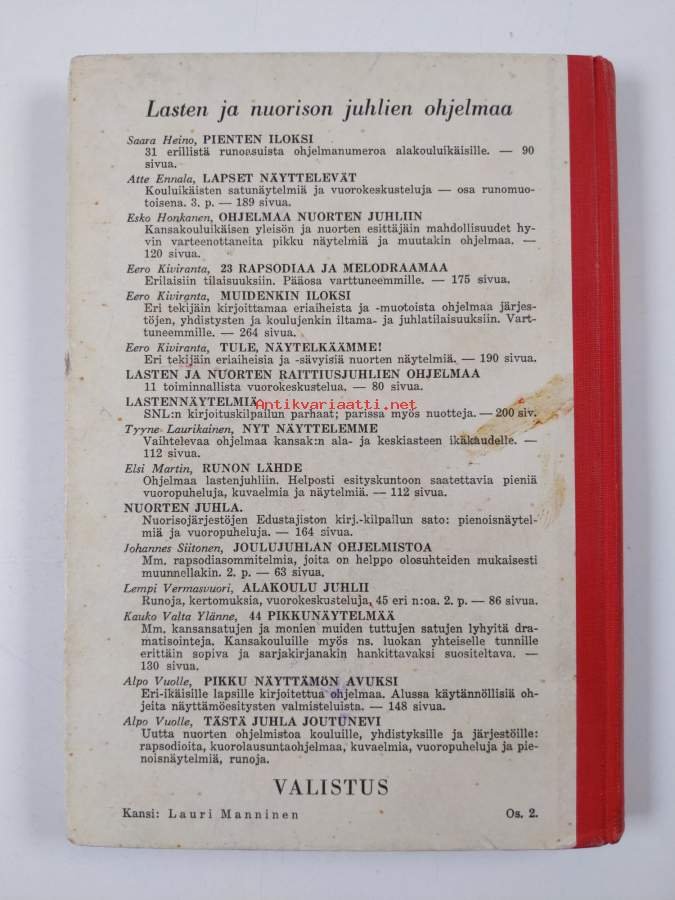 Lasten ja nuorison juhlien ohjelmaa
Saara Heino, PIENTEN ILOKSI
31 erillistä runoasuista ohjelmanumeroa alakouluikäisille. — 90
sivua.
Atte Ennala, LAPSET NÄYTTELEVÄT
Kouluikäisten satunäytelmiä ja vuorokeskusteluja — osa runomuo-
toisena. 3. p. — 189 sivua.
Esko Honkanen, OHJELMAA NUORTEN JUHLIIN
Kansakouluikäisen yleisön ja nuorten esittäjäin mahdollisuudet hy-
vin varteenottaneita pikku näytelmiä ja muutakin ohjelmaa. —
120 sivua.
Eero Kiviranta, 23 RAPSODIAA JA MELODRAAMAA
Erilaisiin tilaisuuksiin. Pääosa varttuneemmille. — 175 sivua.
Eero Kiviranta, MUIDENKIN ILOKSI
Eri tekijäin kirjoittamaa eriaiheista ja -muotoista ohjelmaa järjes-
töjen, yhdistysten ja koulujenkin iltama- ja juhlatilaisuuksiin. Vart-
tuneemmille. — 264 sivua.
Eero Kiviranta, TULE, NÄYTELKÄÄMME!
Eri tekijäin eriaiheisia ja -sävyisiä nuorten näytelmiä. — 190 sivua.
LASTEN JA NUORTEN RAITTIUSJUHLIEN OHJELMAA
11 toiminnallista vuorokeskustelua. — 80 sivua.
LASTENNÄYTELMIÄ
Antikvariaatti.net
SNL:n kirjoituskilpailun parhaat; parissa myös nuotteja. — 200 siv.
Tyyne Laurikainen, NYT NÄYTTELEMME
Vaihtelevaa ohjelmaa kansak:n ala- ja keskiasteen ikäkaudelle. —
112 sivua.
Elsi Martin, RUNON LÄHDE
Ohjelmaa lastenjuhliin. Helposti esityskuntoon saatettavia pieniä
vuoropuheluja, kuvaelmia ja näytelmiä. — 112 sivua.
NUORTEN JUHLA.
Nuorisojärjestöjen Edustajiston kirj.-kilpailun sato: pienoisnäytel-
miä ja vuoropuheluja. — 164 sivua.
Johannes Siitonen, JOULUJUHLAN OHJELMISTOA
Mm. rapsodiasommitelmia, joita on helppo olosuhteiden mukaisesti
muunnellakin. 2. p. — 63 sivua.
Lempi Vermasvuori, ALAKOULU JUHLII
Runoja, kertomuksia, vuorokeskusteluja, 45 eri n:oa. 2. p. — 86 sivua.
Kauko Valta Ylänne, 44 PIKKUNÄYTELMÄÄ
Mm. kansansatujen ja monien muiden tuttujen satujen lyhyitä dra-
matisointeja. Kansakouluille myös ns. luokan yhteiselle tunnille
erittäin sopiva ja sarjakirjanakin hankittavaksi suositeltava. —
130 sivua.
Alpo Vuolle, PIKKU NÄYTTÄMÖN AVUKSI
Eri-ikäisille lapsille kirjoitettua ohjelmaa. Alussa käytännöllisiä oh-
jeita näyttämöesitysten valmisteluista. — 148 sivua.
Alpo Vuolle, TÄSTÄ JUHLA JOUTUNEVI
Uutta nuorten ohjelmistoa kouluille, yhdistyksille ja järjestöille:
rapsodioita, kuorolausuntaohjelmaa, kuvaelmia, vuoropuheluja ja pie-
noisnäytelmiä, runoja.
VALISTUS
Kansi: Lauri Manninen Os. 2.